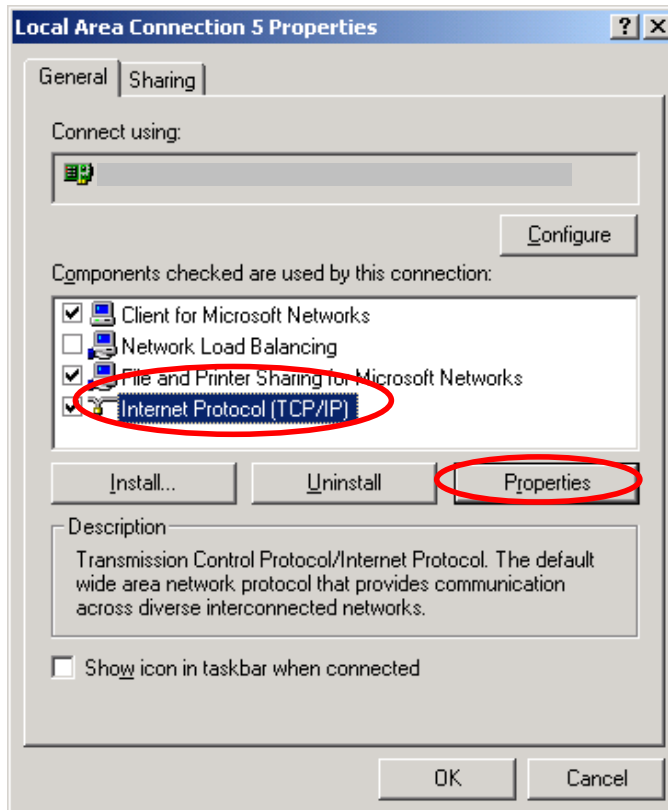 Local Area Connection 5 Properties
General Sharing
Connect using:
Configure
Components checked are used by this connection:
Client for Microsoft Networks
Network Load Balancing
File and Printer Sharing for Microsoft Networks
Internet Protocol (TCP/IP)
Install... Uninstall Properties
Description
Transmission Control Protocol/Internet Protocol. The default
wide area network protocol that provides communication
across diverse interconnected networks.
Show icon in taskbar when connected
OK Cancel